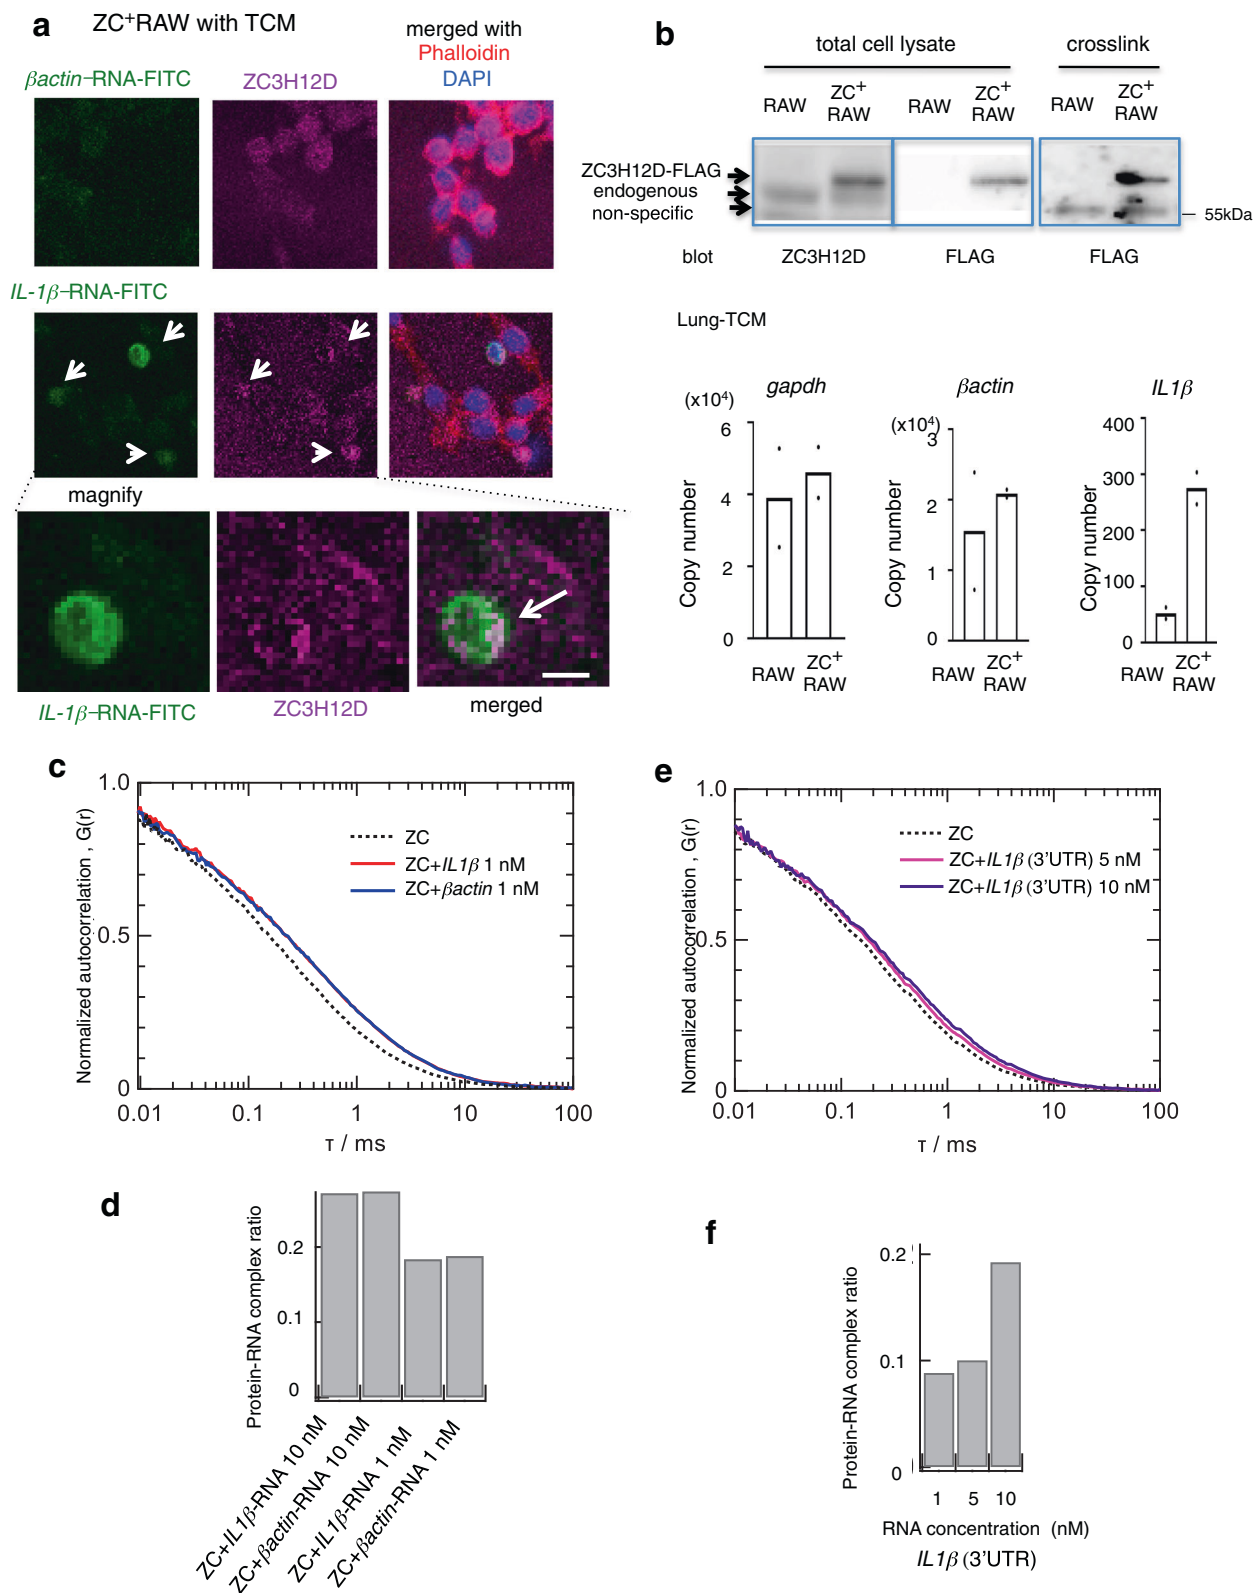 a
ZC+RAW with TCM
merged with
Phalloidin
DAPI
βactin–RNA-FITC
ZC3H12D
IL-1β–RNA-FITC
magnify
IL-1β–RNA-FITC
ZC3H12D
merged
b
total cell lysate
crosslink
RAW
ZC+
RAW
RAW
ZC+
RAW
RAW
ZC+
RAW
ZC3H12D-FLAG
endogenous
non-specific
55kDa
blot
ZC3H12D
FLAG
FLAG
Lung-TCM
gapdh
(x10⁴)
Copy number
6
4
2
0
RAW
ZC+
RAW
βactin
(x10⁴)
Copy number
3
2
1
0
RAW
ZC+
RAW
IL1β
Copy number
400
300
200
100
0
RAW
ZC+
RAW
c
Normalized autocorrelation , G(r)
1.0
0.5
0
ZC
ZC+IL1β 1 nM
ZC+βactin 1 nM
0.01
0.1
1
10
100
τ / ms
e
Normalized autocorrelation , G(r)
1.0
0.5
0
ZC
ZC+IL1β (3'UTR) 5 nM
ZC+IL1β (3'UTR) 10 nM
0.01
0.1
1
10
100
τ / ms
d
Protein-RNA complex ratio
0.2
0.1
0
ZC+IL1β-RNA 10 nM
ZC+βactin-RNA 10 nM
ZC+IL1β-RNA 1 nM
ZC+βactin-RNA 1 nM
f
Protein-RNA complex ratio
0.2
0.1
0
1
5
10
RNA concentration (nM)
IL1β (3'UTR)